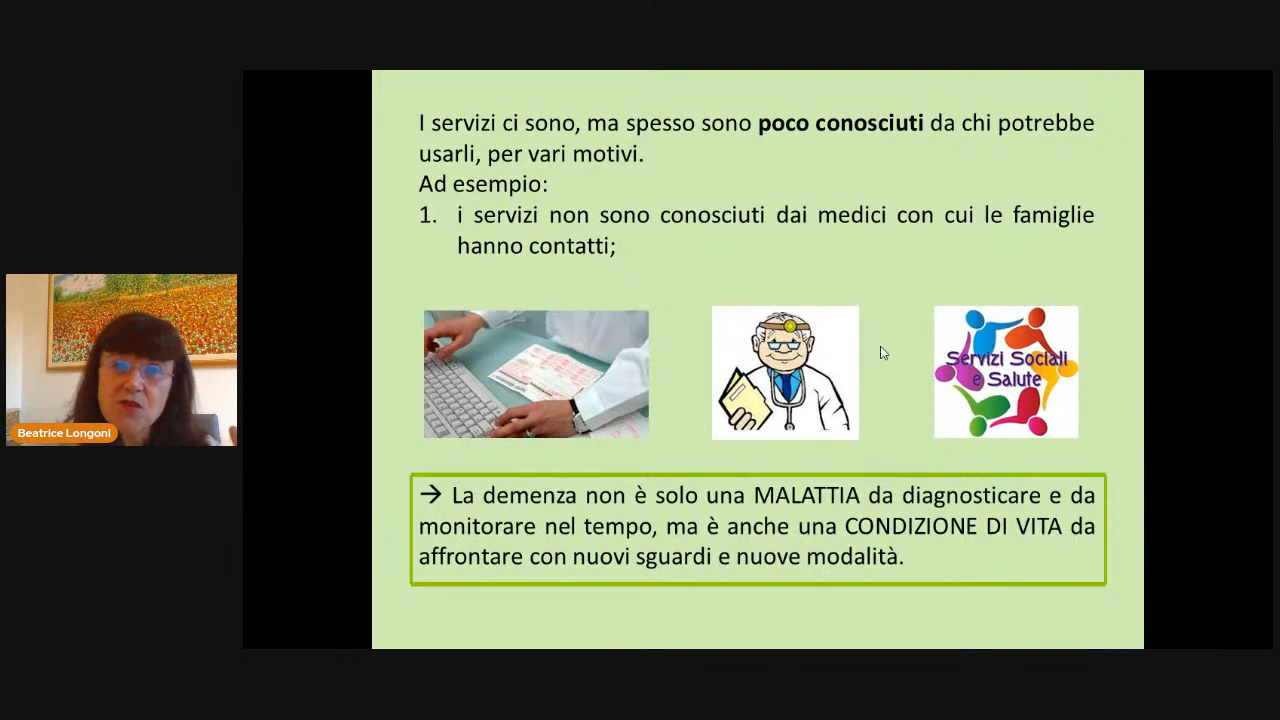 I servizi ci sono, ma spesso sono poco conosciuti da chi potrebbe
usarli, per vari motivi.
Ad esempio:
1. i servizi non sono conosciuti dai medici con cui le famiglie
hanno contatti;
Servizi Sociali
e Salute
Beatrice Longoni
→ La demenza non è solo una MALATTIA da diagnosticare e da
monitorare nel tempo, ma è anche una CONDIZIONE DI VITA da
affrontare con nuovi sguardi e nuove modalità.